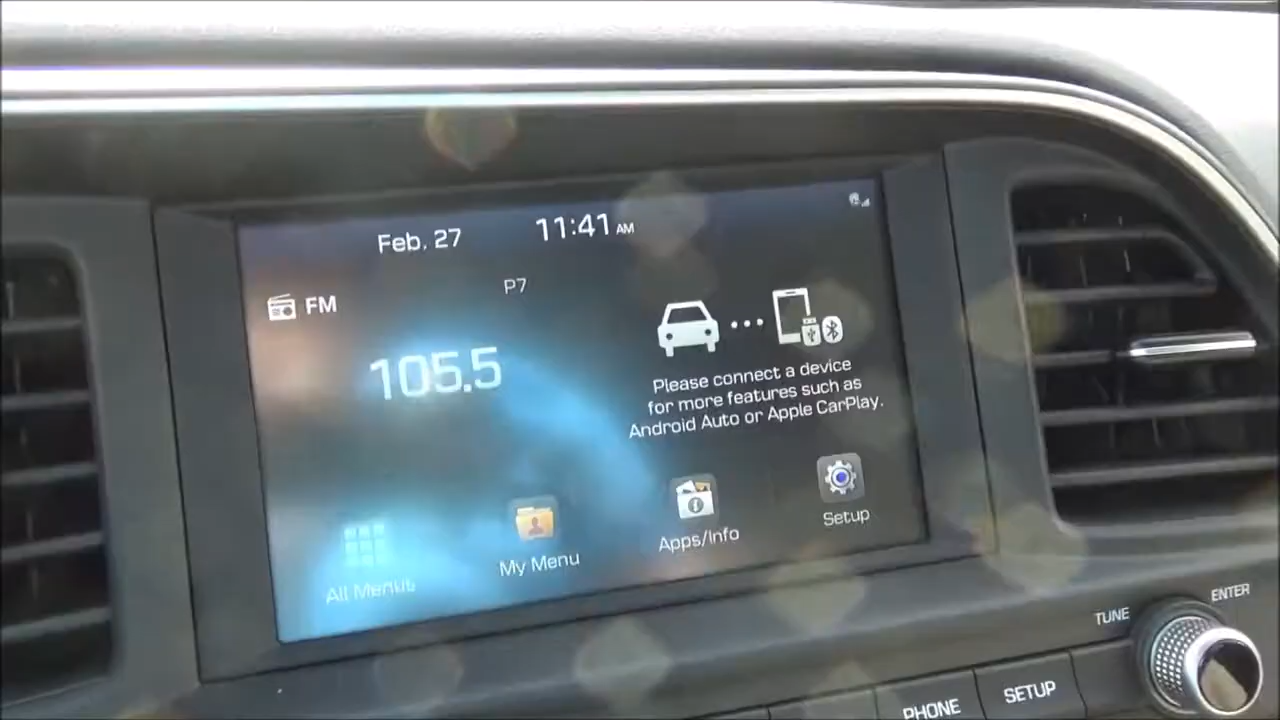 Feb. 27
11:41 AM
P7
FM
105.5
Please connect a device
for more features such as
Android Auto or Apple CarPlay.
All Menus
My Menu
Apps/Info
Setup
TUNE
ENTER
PHONE
SETUP